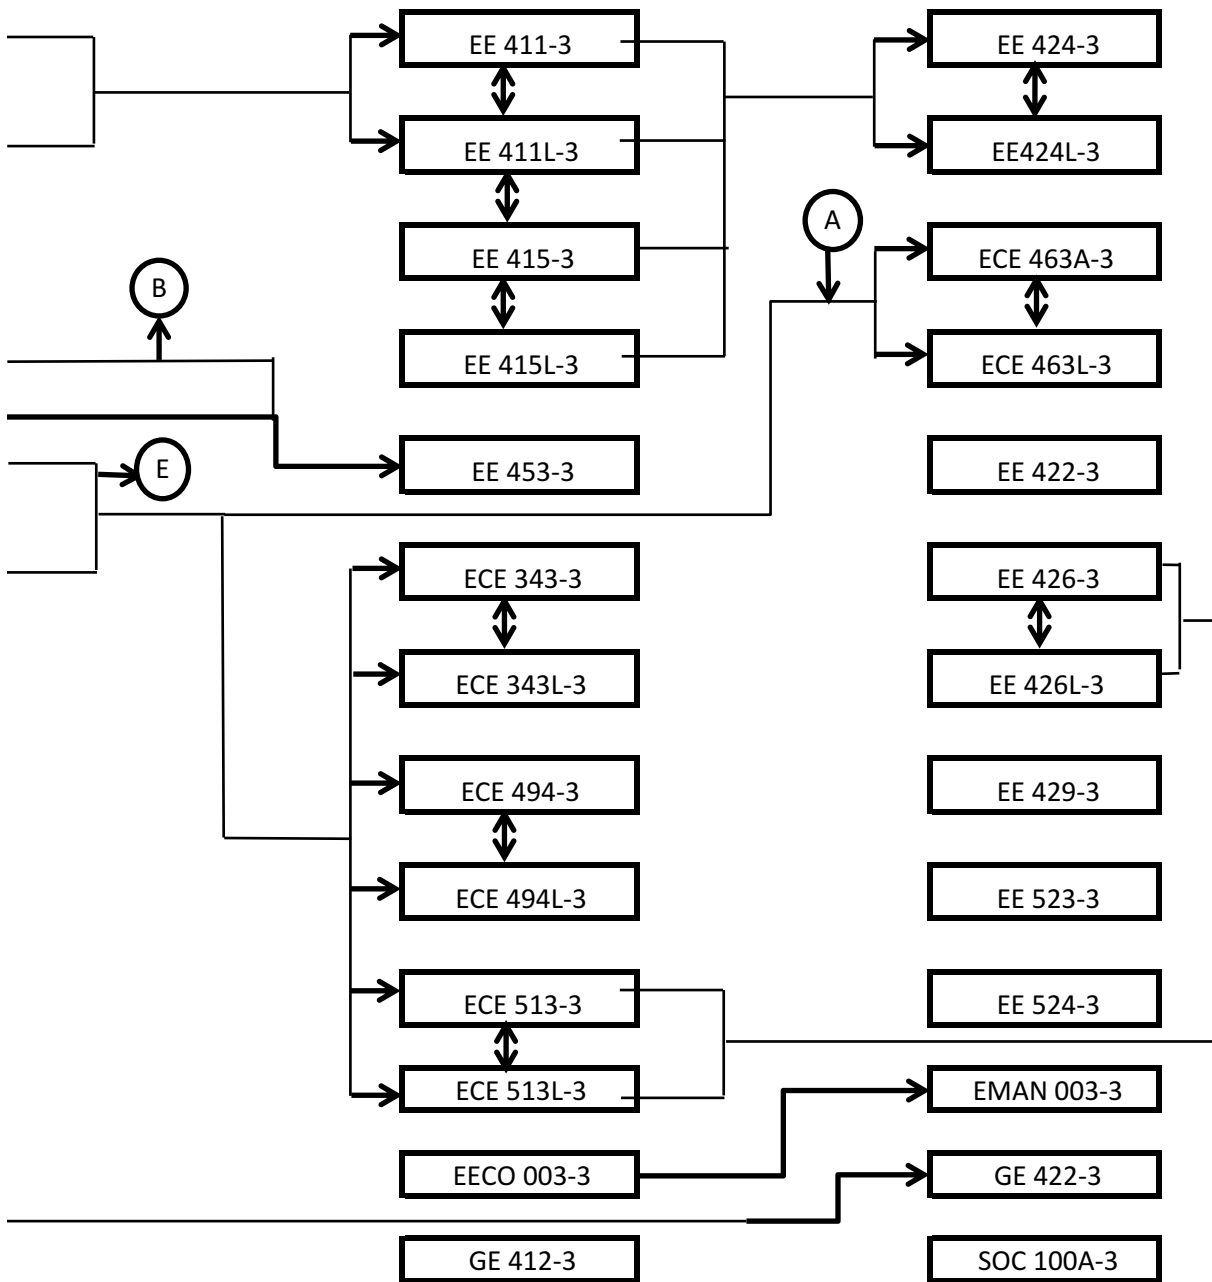 EE 411-3
EE 424-3
EE 411L-3
EE424L-3
A
EE 415-3
ECE 463A-3
B
EE 415L-3
ECE 463L-3
E
EE 453-3
EE 422-3
ECE 343-3
EE 426-3
ECE 343L-3
EE 426L-3
ECE 494-3
EE 429-3
ECE 494L-3
EE 523-3
ECE 513-3
EE 524-3
ECE 513L-3
EMAN 003-3
EECO 003-3
GE 422-3
GE 412-3
SOC 100A-3